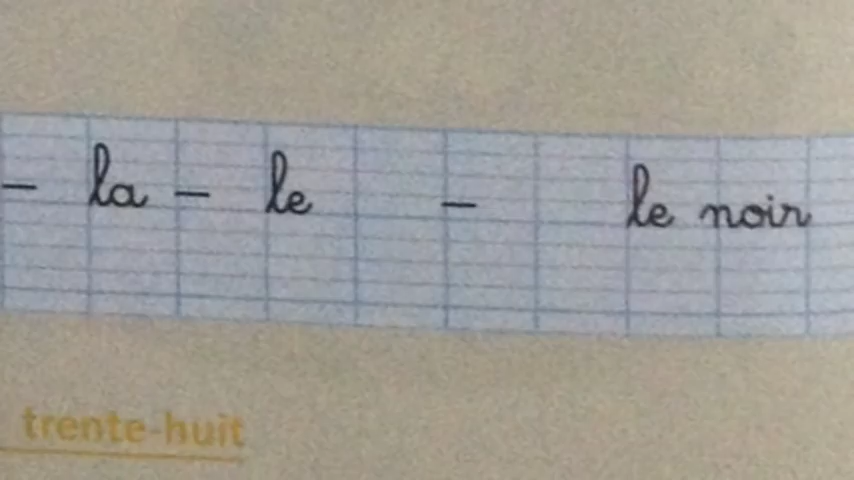 - la - le - le noir
trente-huit